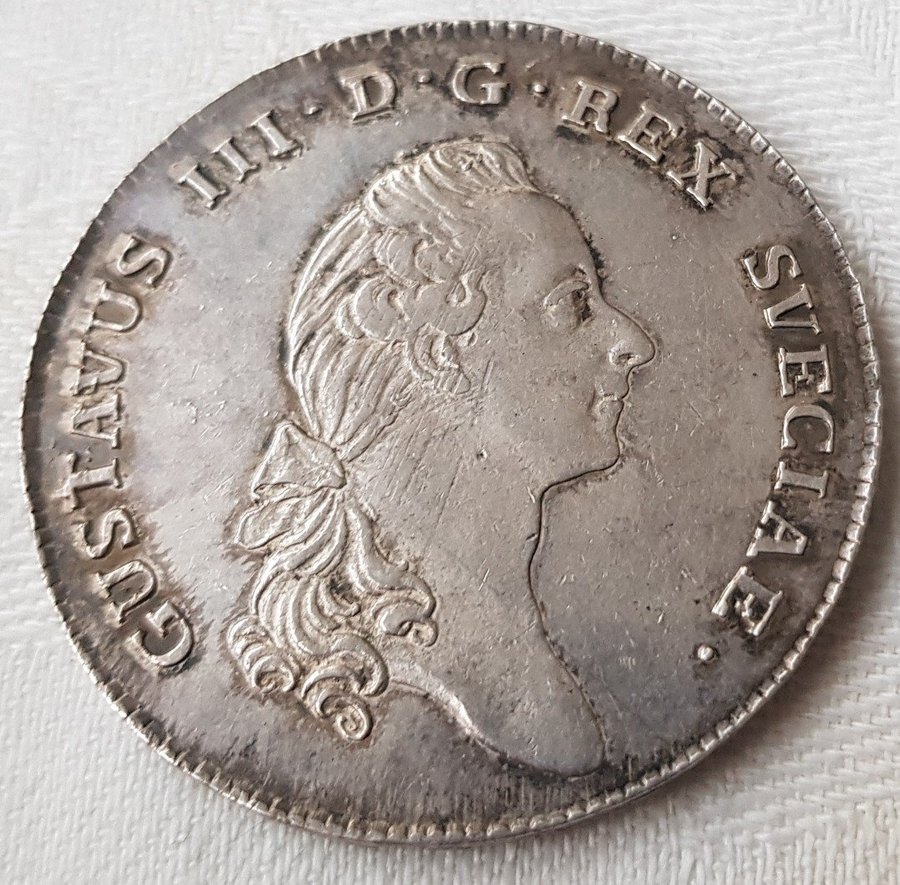 GUSTAVUS III · D · G · REX SVECIAE ·